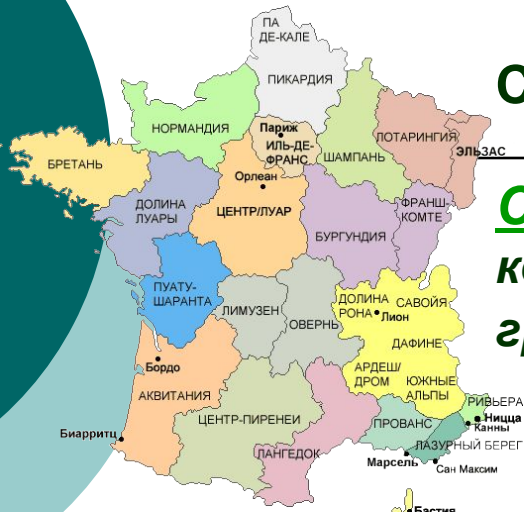 ПА
ДЕ-КАЛЕ
ПИКАРДИЯ
НОРМАНДИЯ
Париж
ИЛЬ-ДЕ-
ФРАНС
ШАМПАНЬ
ЛОТАРИНГИЯ
ЭЛЬЗАС
БРЕТАНЬ
Орлеан
ДОЛИНА
ЛУАРЫ
ЦЕНТР/ЛУАР
БУРГУНДИЯ
ФРАНШ-
КОМТЕ
ПУАТУ-
ШАРАНТА
ЛИМУЗЕН
ОВЕРНЬ
ДОЛИНА
РОНА
САВОЙЯ
Лион
ДАФИНЕ
АРДЕШ/
ДРОМ
ЮЖНЫЕ
АЛЬПЫ
Бордо
АКВИТАНИЯ
ЦЕНТР-ПИРЕНЕИ
Биарритц
ЛАНГЕДОК
ПРОВАНС
РИВЬЕРА
Ницца
Канны
ЛАЗУРНЫЙ БЕРЕГ
Марсель
Сан Максим
Бастия